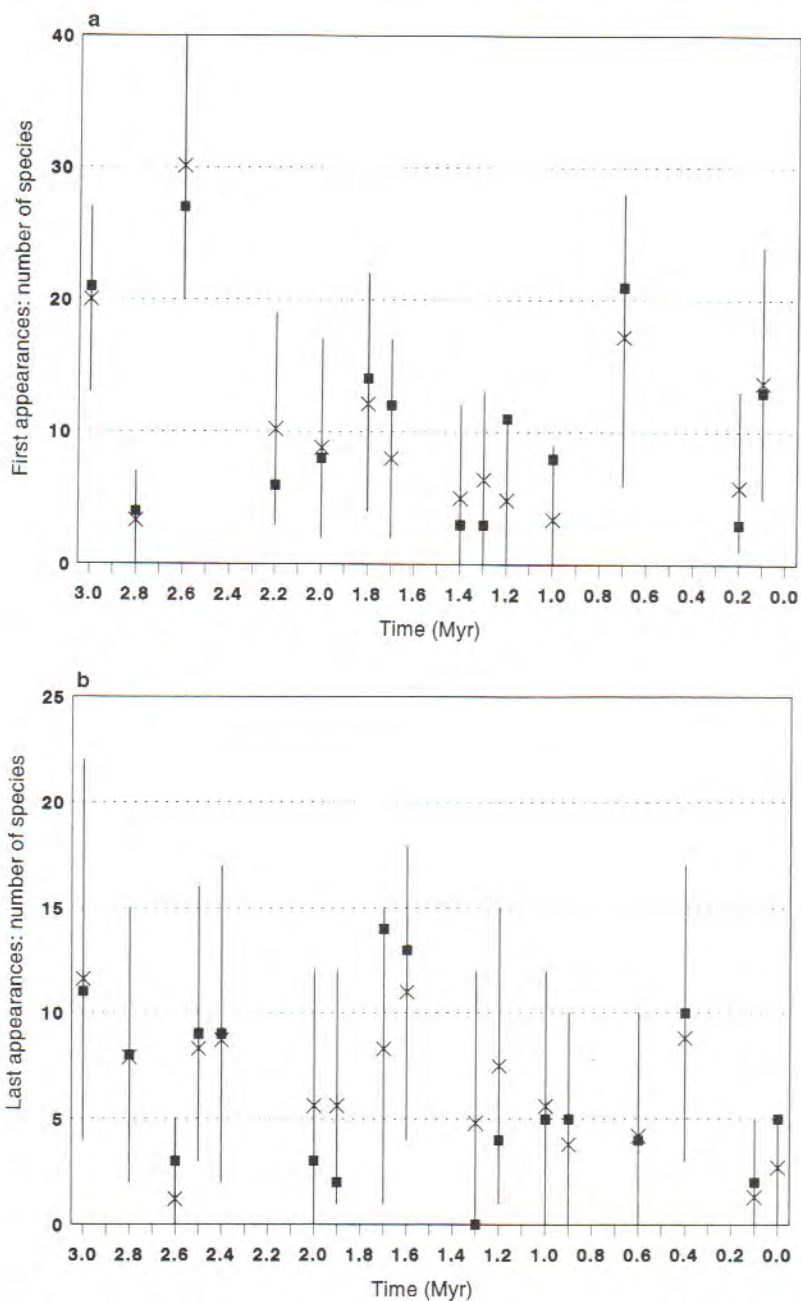 a
First appearances: number of species
40
30
20
10
0
3.0 2.8 2.6 2.4 2.2 2.0 1.8 1.6 1.4 1.2 1.0 0.8 0.6 0.4 0.2 0.0
Time (Myr)
b
Last appearances: number of species
25
20
15
10
5
0
3.0 2.8 2.6 2.4 2.2 2.0 1.8 1.6 1.4 1.2 1.0 0.8 0.6 0.4 0.2 0.0
Time (Myr)